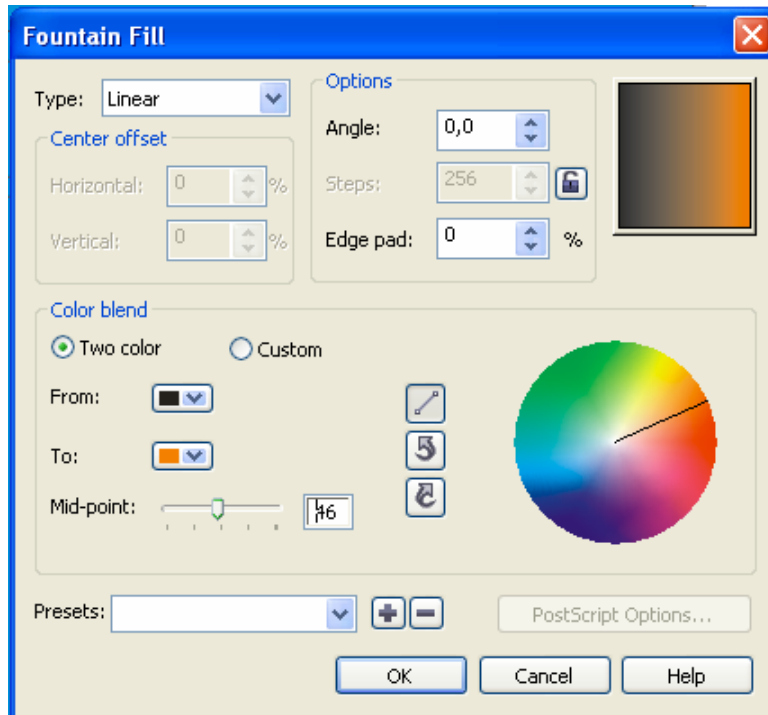 Fountain Fill
Type: Linear
Center offset
Horizontal: 0 %
Vertical: 0 %
Options
Angle: 0,0
Steps: 256
Edge pad: 0 %
Color blend
Two color Custom
From:
To:
Mid-point: 46
Presets:
PostScript Options...
OK Cancel Help